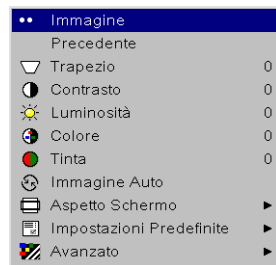 Immagine
Precedente
Trapezio 0
Contrasto 0
Luminosità 0
Colore 0
Tinta 0
Immagine Auto
Aspetto Schermo
Impostazioni Predefinite
Avanzato